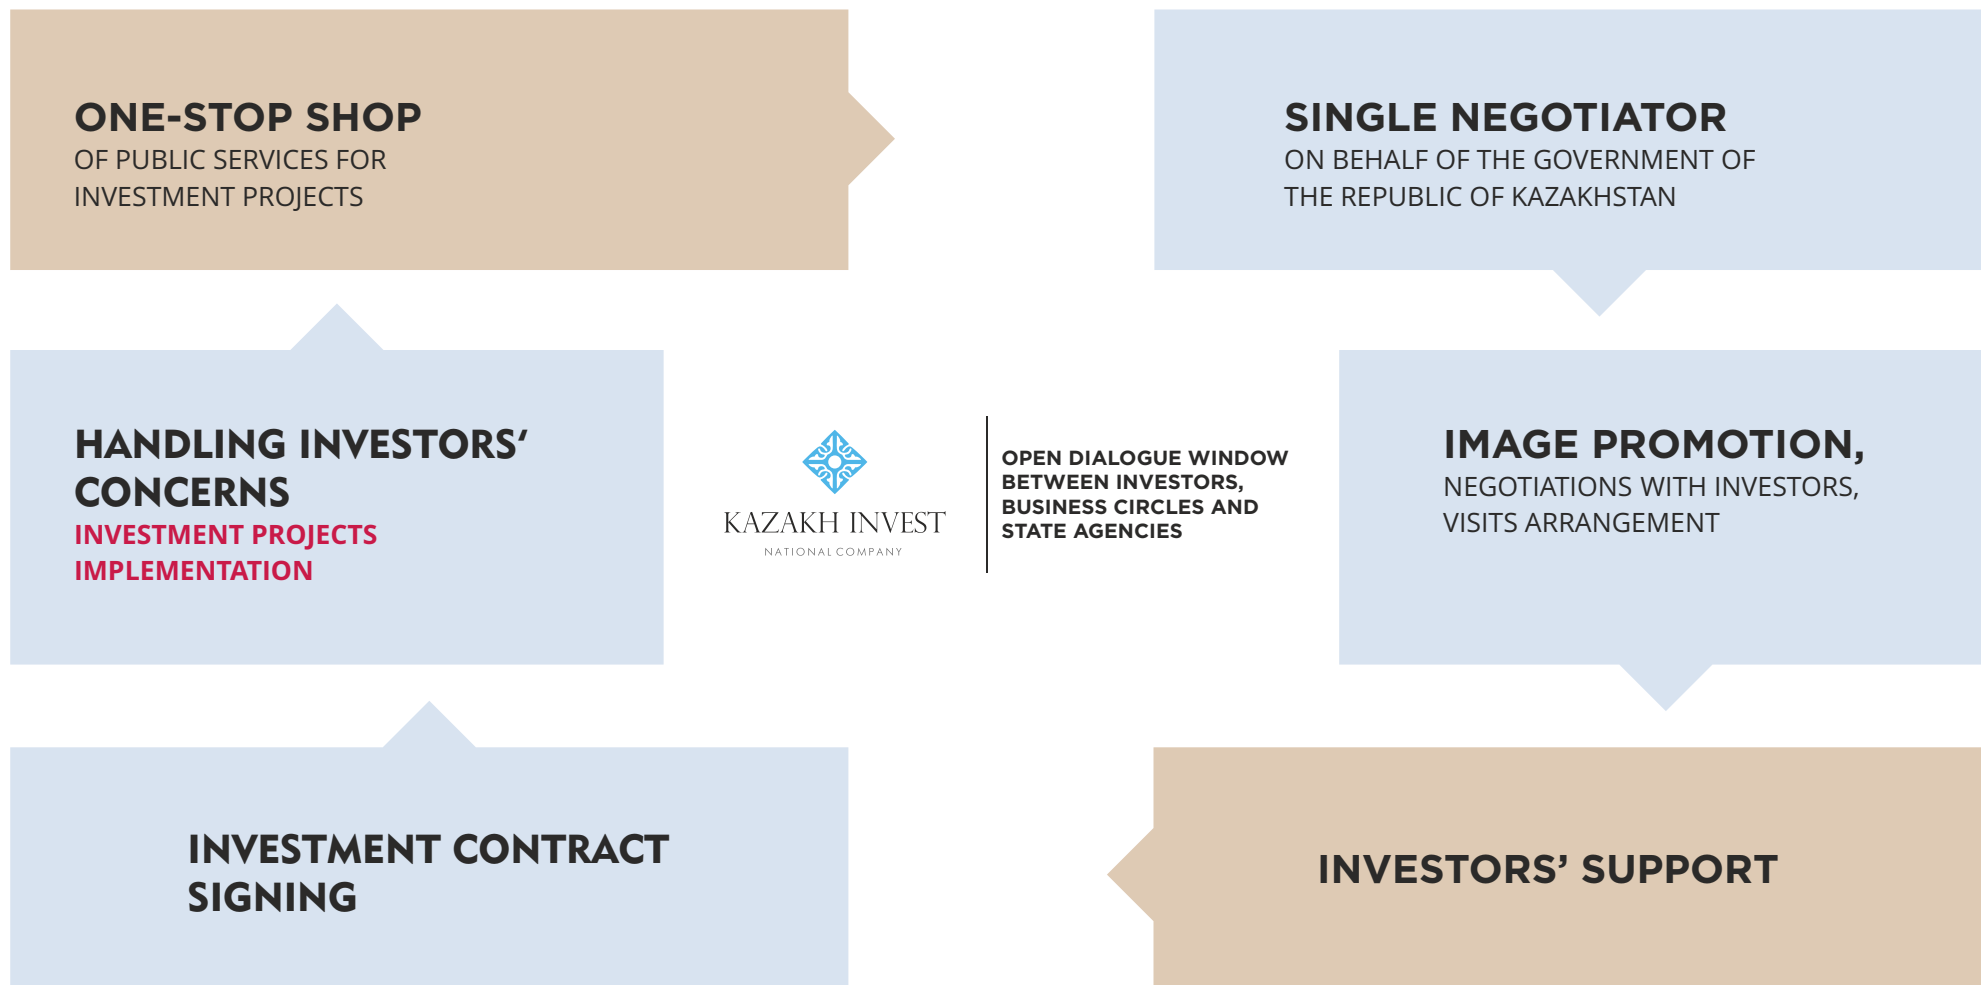 ONE-STOP SHOP
OF PUBLIC SERVICES FOR
INVESTMENT PROJECTS
SINGLE NEGOTIATOR
ON BEHALF OF THE GOVERNMENT OF
THE REPUBLIC OF KAZAKHSTAN
HANDLING INVESTORS‘
CONCERNS
INVESTMENT PROJECTS
IMPLEMENTATION
KAZAKH INVEST
NATIONAL COMPANY
OPEN DIALOGUE WINDOW
BETWEEN INVESTORS,
BUSINESS CIRCLES AND
STATE AGENCIES
IMAGE PROMOTION,
NEGOTIATIONS WITH INVESTORS,
VISITS ARRANGEMENT
INVESTMENT CONTRACT
SIGNING
INVESTORS’ SUPPORT